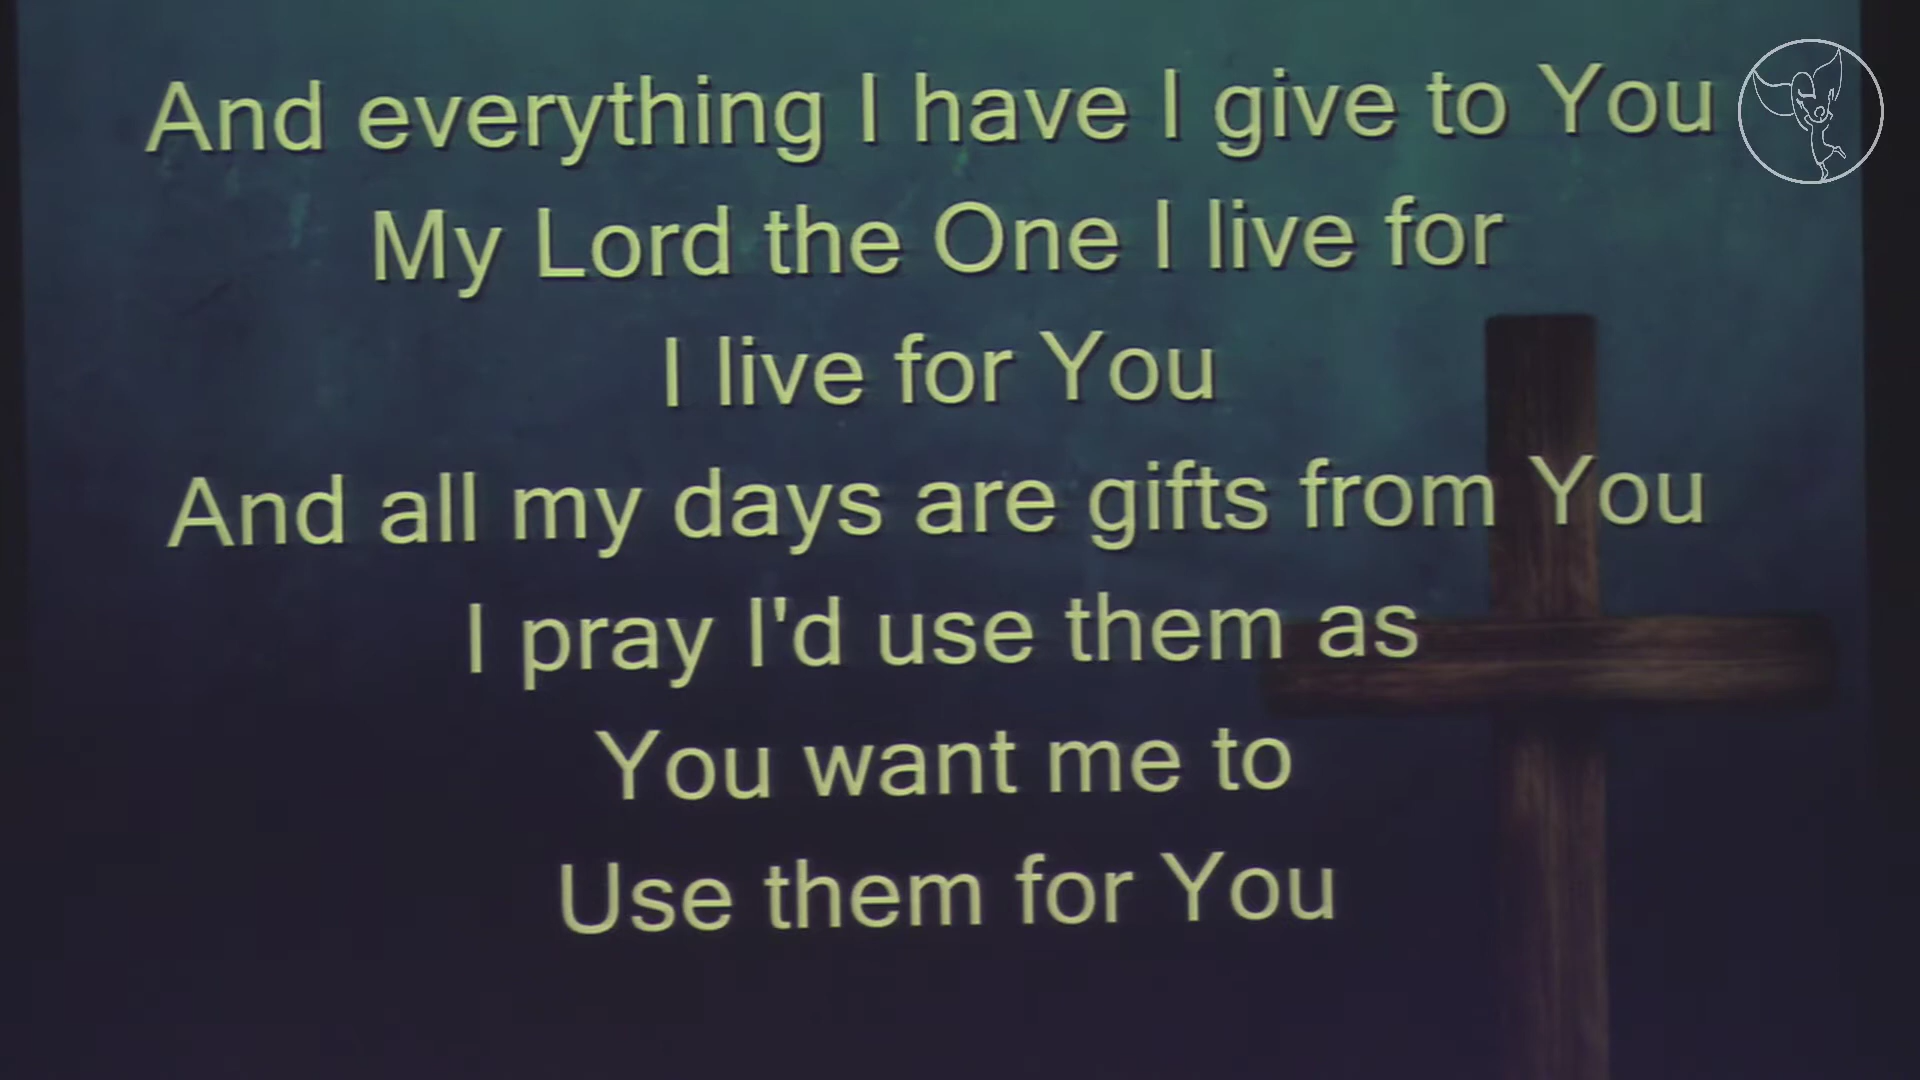 And everything I have I give to You
My Lord the One I live for
I live for You
And all my days are gifts from You
I pray I'd use them as
You want me to
Use them for You